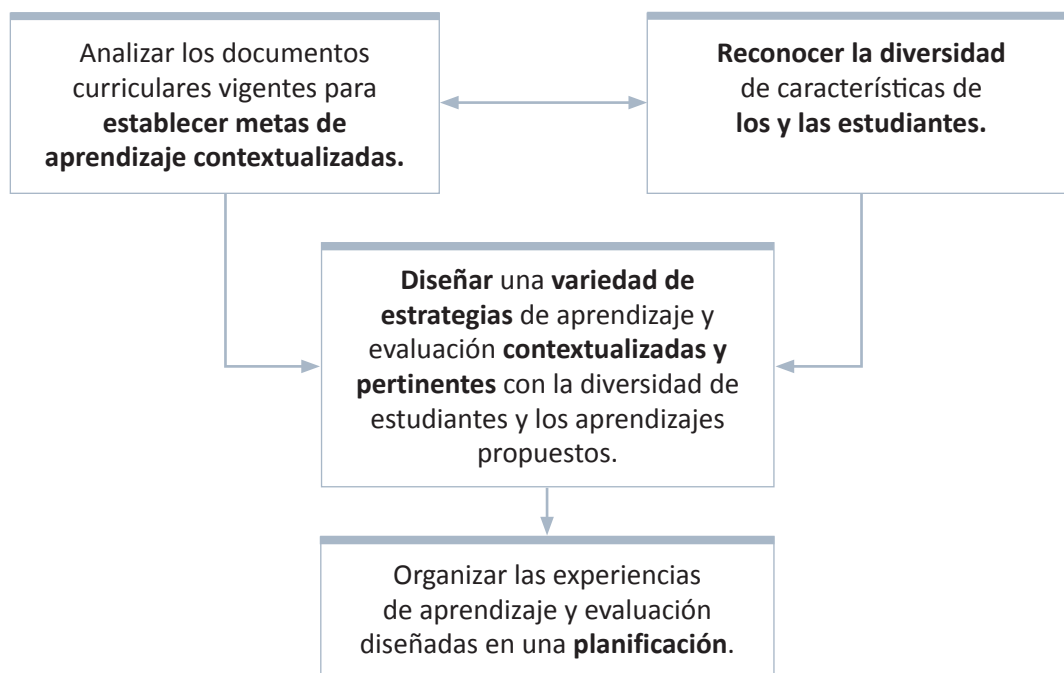 Analizar los documentos
curriculares vigentes para
establecer metas de
aprendizaje contextualizadas.
Reconocer la diversidad
de características de
los y las estudiantes.
Diseñar una variedad de
estrategias de aprendizaje y
evaluación contextualizadas y
pertinentes con la diversidad de
estudiantes y los aprendizajes
propuestos.
Organizar las experiencias
de aprendizaje y evaluación
diseñadas en una planificación.